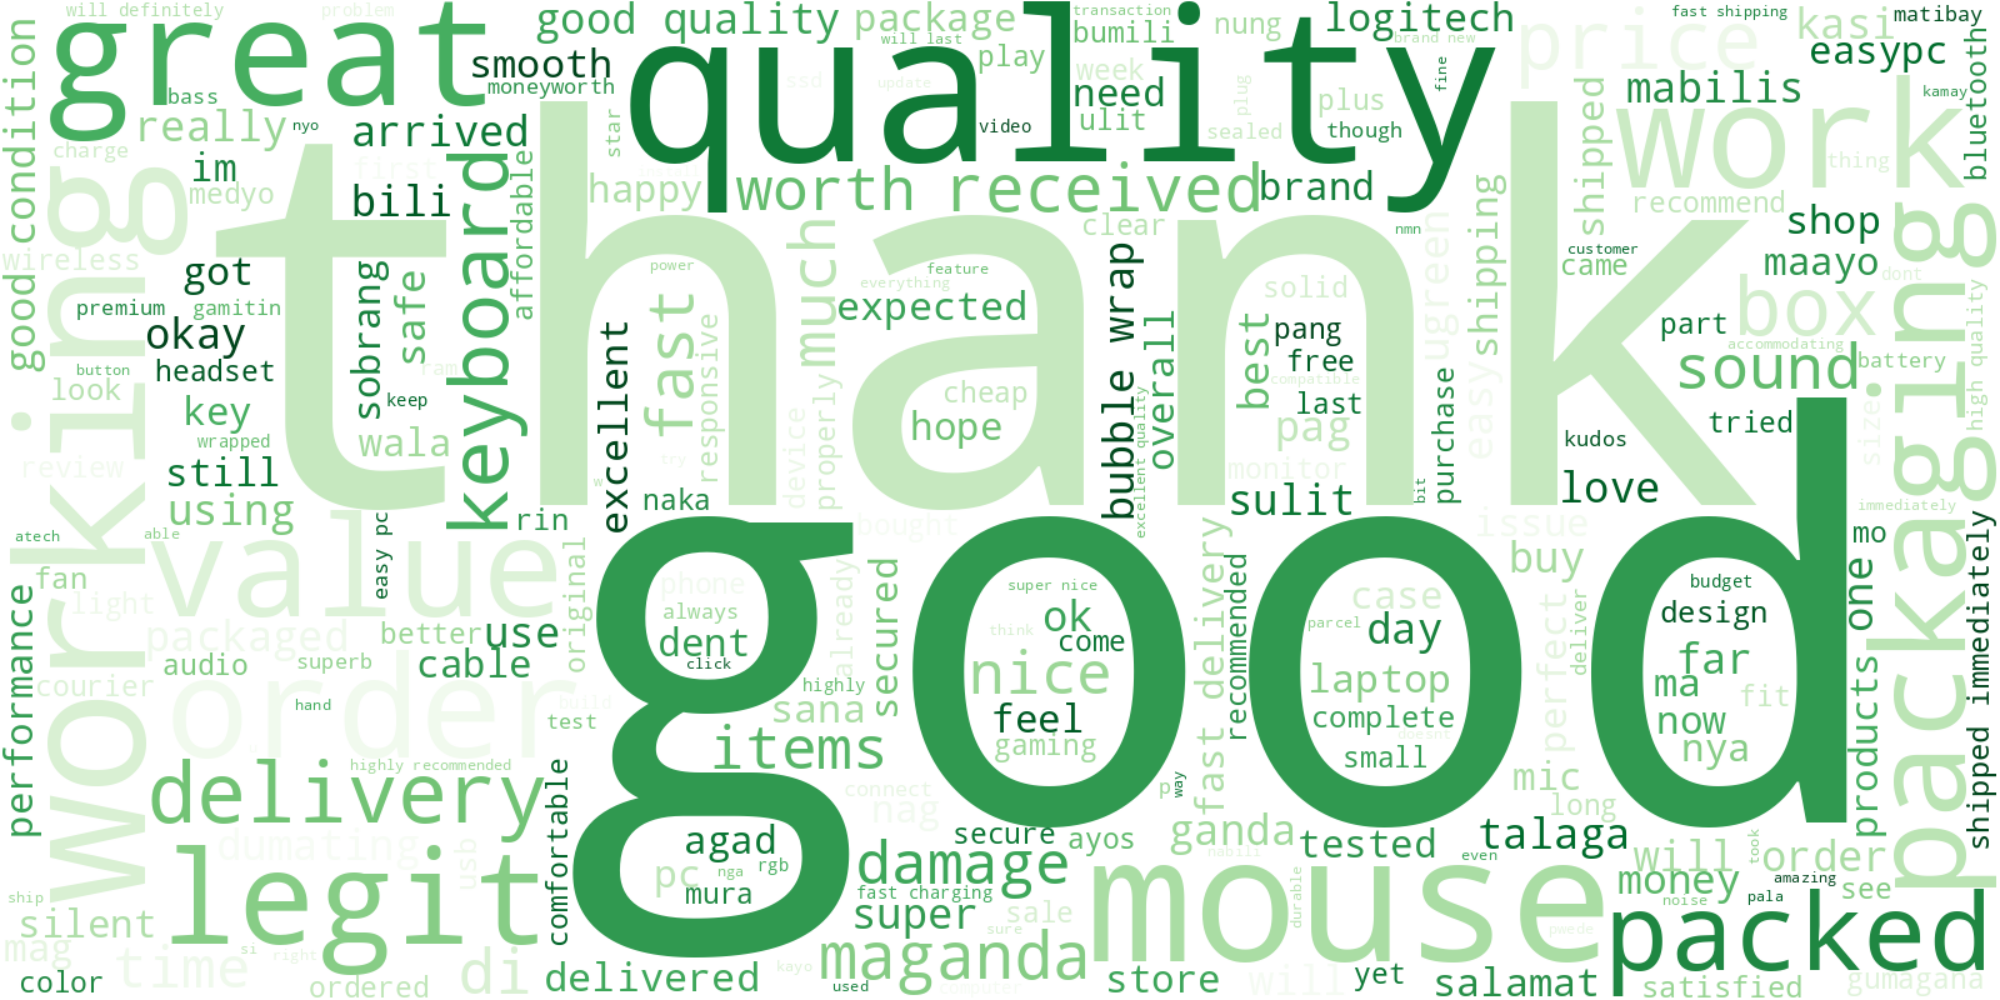 will definitely
problem
great
good quality
package
transaction
bumili
nung
logitech
fast shipping
kasi
matibay
easypc
smooth
moneyworth
quality
will last
play
brand new
week
need
ulit
ssd
update
plug
fine
price
mabilis
kamay
bluetooth
good condition
bass
really
nyo
arrived
star
video
sealed
plus
though
shipped
work
thing
charge
im
medyo
first
bili
keyboard
affordable
happy
worth received
brand
clear
nmn
recommend
shop
customer
came
maayo
dont
wireless
got
good
premium
gamitin
okay
headset
button
look
key
wrapped
review
still
using
sobrang
safe
ram
keep
wala
thank
power
fast
responsive
excellent
try
naka
rin
w
much
device
properly
feature
everything
expected
cheap
hope
bubble wrap
excellent quality
overall
solid
pang
best
free
compatible
last
pag
monitor
sulit
bit
purchase
ugreen
easy
shipping
kudos
love
part
box
accommodating
sound
battery
tried
size
high quality
immediately
packaging
working
atech
able
easy pc
value
fan
light
packaged
better
use
original
audio
superb
cable
courier
order
hand
build
test
performance
highly recommended
delivery
comfortable
good
bought
phone
always
dent
click
already
secured
highly
sana
items
super nice
ok
think
come
nice
feel
gaming
fast delivery
recommended
issue
case
parcel
day
laptop
complete
doesnt
small
perfect
deliver
buy
budget
design
far
ma
fit
now
nya
mo
one
products
shipped immediately
mic
long
p
way
connect
nag
secure
ayos
ganda
tested
talaga
even
nabili
dumating
usb
legit
agad
pc
nga
rgb
mura
damage
fast charging
super
sale
sure
maganda
mouse
durable
pwede
will
order
took
money
amazing
see
noise
pala
packed
ship
silent
mag
time
si
right
color
ordered
di
delivered
kayo
used
computer
store
will
yet
salamat
satisfied
gumagana